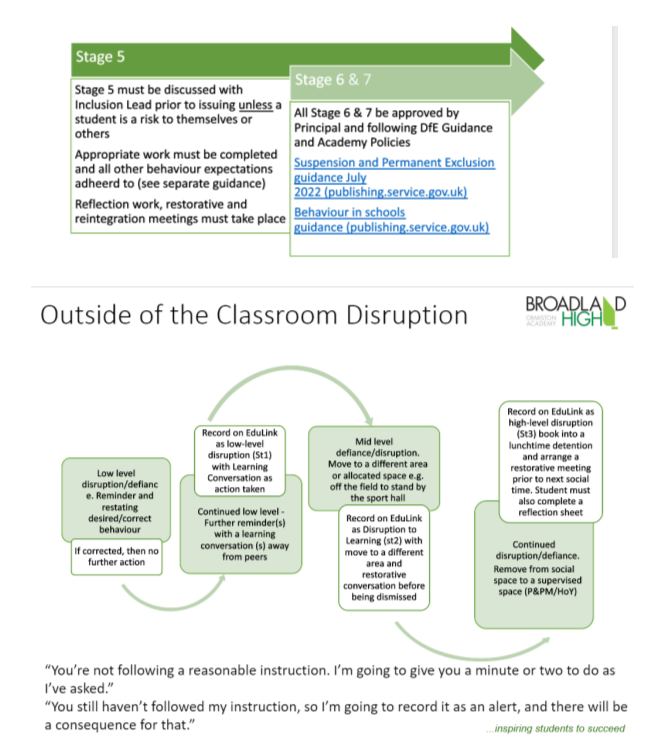 Stage 5
Stage 5 must be discussed with
Inclusion Lead prior to issuing unless a
student is a risk to themselves or
others
Appropriate work must be completed
and all other behaviour expectations
adheerd to (see separate guidance)
Reflection work, restorative and
reintegration meetings must take place
Stage 6 & 7
All Stage 6 & 7 be approved by
Principal and following DfE Guidance
and Academy Policies
Suspension and Permanent Exclusion
guidance July
2022 (publishing.service.gov.uk)
Behaviour in schools
guidance (publishing.service.gov.uk)
Outside of the Classroom Disruption
BROADLAND
ORMISTON
ACADEMY
HIGH
Low level
disruption/defianc
e. Reminder and
restating
desired/correct
behaviour
If corrected, then no
further action
Record on EduLink
as low-level
disruption (St1)
with Learning
Conversation as
action taken
Continued low level -
Further reminder(s)
with a learning
conversation (s) away
from peers
Mid level
defiance/disruption.
Move to a different area
or allocated space e.g.
off the field to stand by
the sport hall
Record on EduLink
as Disruption to
Learning (st2) with
move to a different
area and
restorative
conversation before
being dismissed
Record on EduLink as
high-level disruption
(St3) book into a
lunchtime detention
and arrange a
restorative meeting
prior to next social
time. Student must
also complete a
reflection sheet
Continued
disruption/defiance.
Remove from social
space to a supervised
space (P&PM/HoY)
“You’re not following a reasonable instruction. I’m going to give you a minute or two to do as
I’ve asked.”
“You still haven’t followed my instruction, so I’m going to record it as an alert, and there will be
a consequence for that.”
...inspiring students to succeed